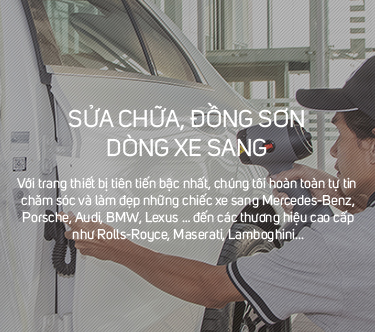 SỬA CHỮA, ĐỒNG SƠN
DÒNG XE SANG
Với trang thiết bị tiên tiến bậc nhất, chúng tôi hoàn toàn tự tin
chăm sóc và làm đẹp những chiếc xe sang Mercedes-Benz,
Porsche, Audi, BMW, Lexus ... đến các thương hiệu cao cấp
như Rolls-Royce, Maserati, Lamboghini...